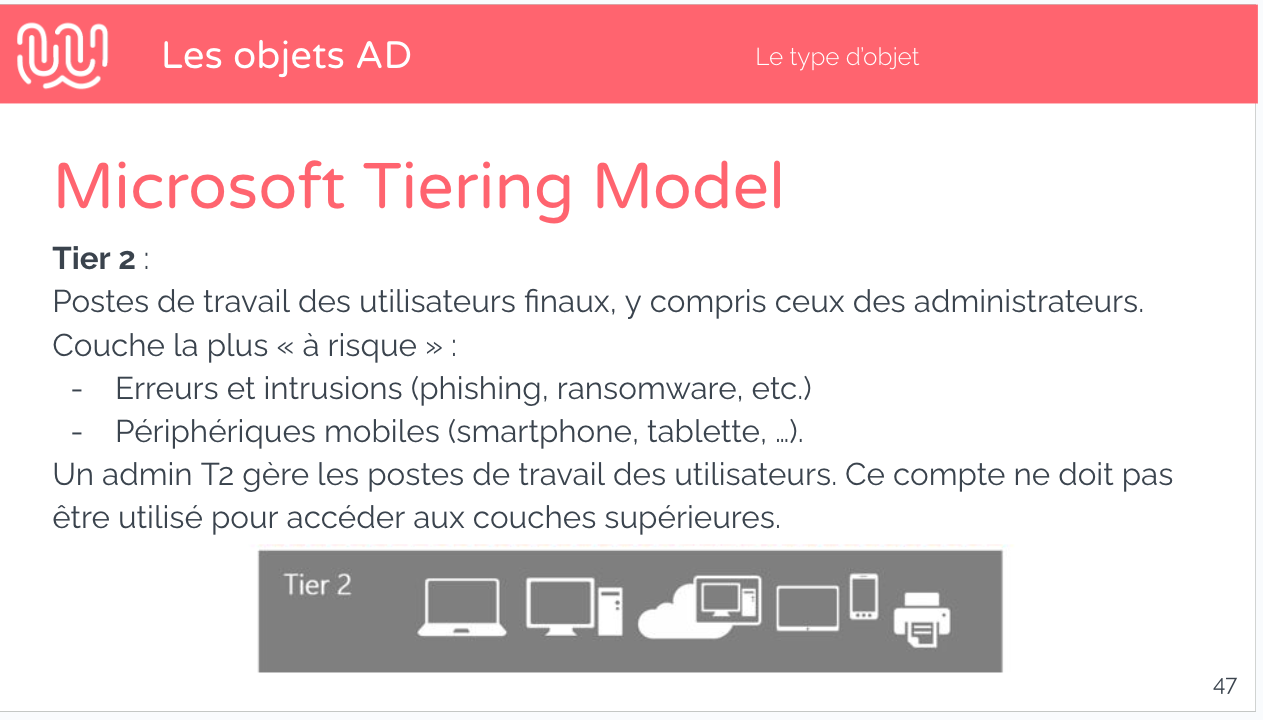 Les objets AD
Le type d'objet
Microsoft Tiering Model
Tier 2 :
Postes de travail des utilisateurs finaux, y compris ceux des administrateurs.
Couche la plus « à risque » :
- Erreurs et intrusions (phishing, ransomware, etc.)
- Périphériques mobiles (smartphone, tablette, …).
Un admin T2 gère les postes de travail des utilisateurs. Ce compte ne doit pas
être utilisé pour accéder aux couches supérieures.
Tier 2
47